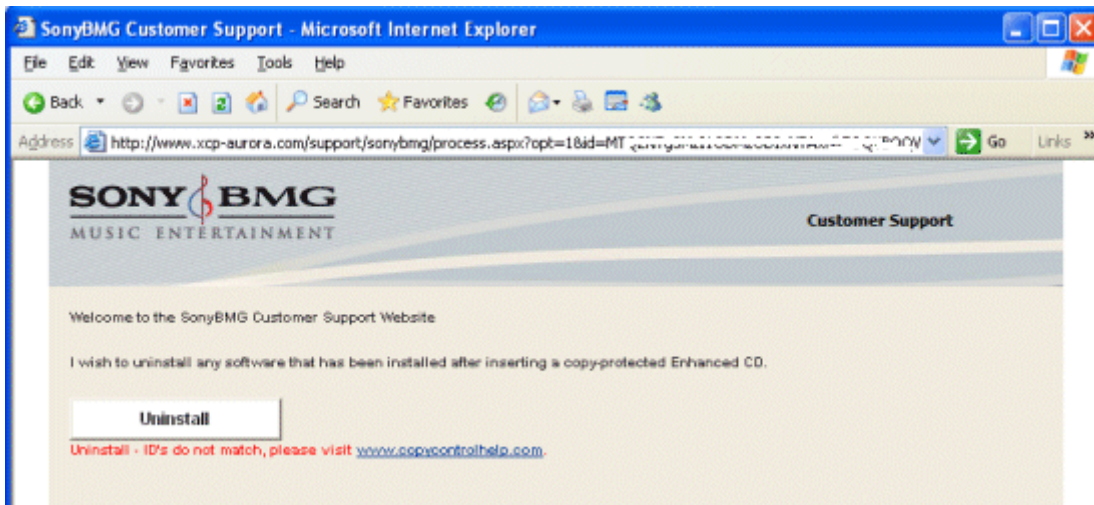 SonyBMG Customer Support - Microsoft Internet Explorer
File Edit View Favorites Tools Help
Back Search Favorites
Address http://www.xcp-aurora.com/support/sonybmg/process.aspx?opt=1&id=MT Go Links »
SONY BMG
MUSIC ENTERTAINMENT
Customer Support
Welcome to the SonyBMG Customer Support Website
I wish to uninstall any software that has been installed after inserting a copy-protected Enhanced CD.
Uninstall
Uninstall - ID's do not match, please visit www.copycontrolhelp.com.